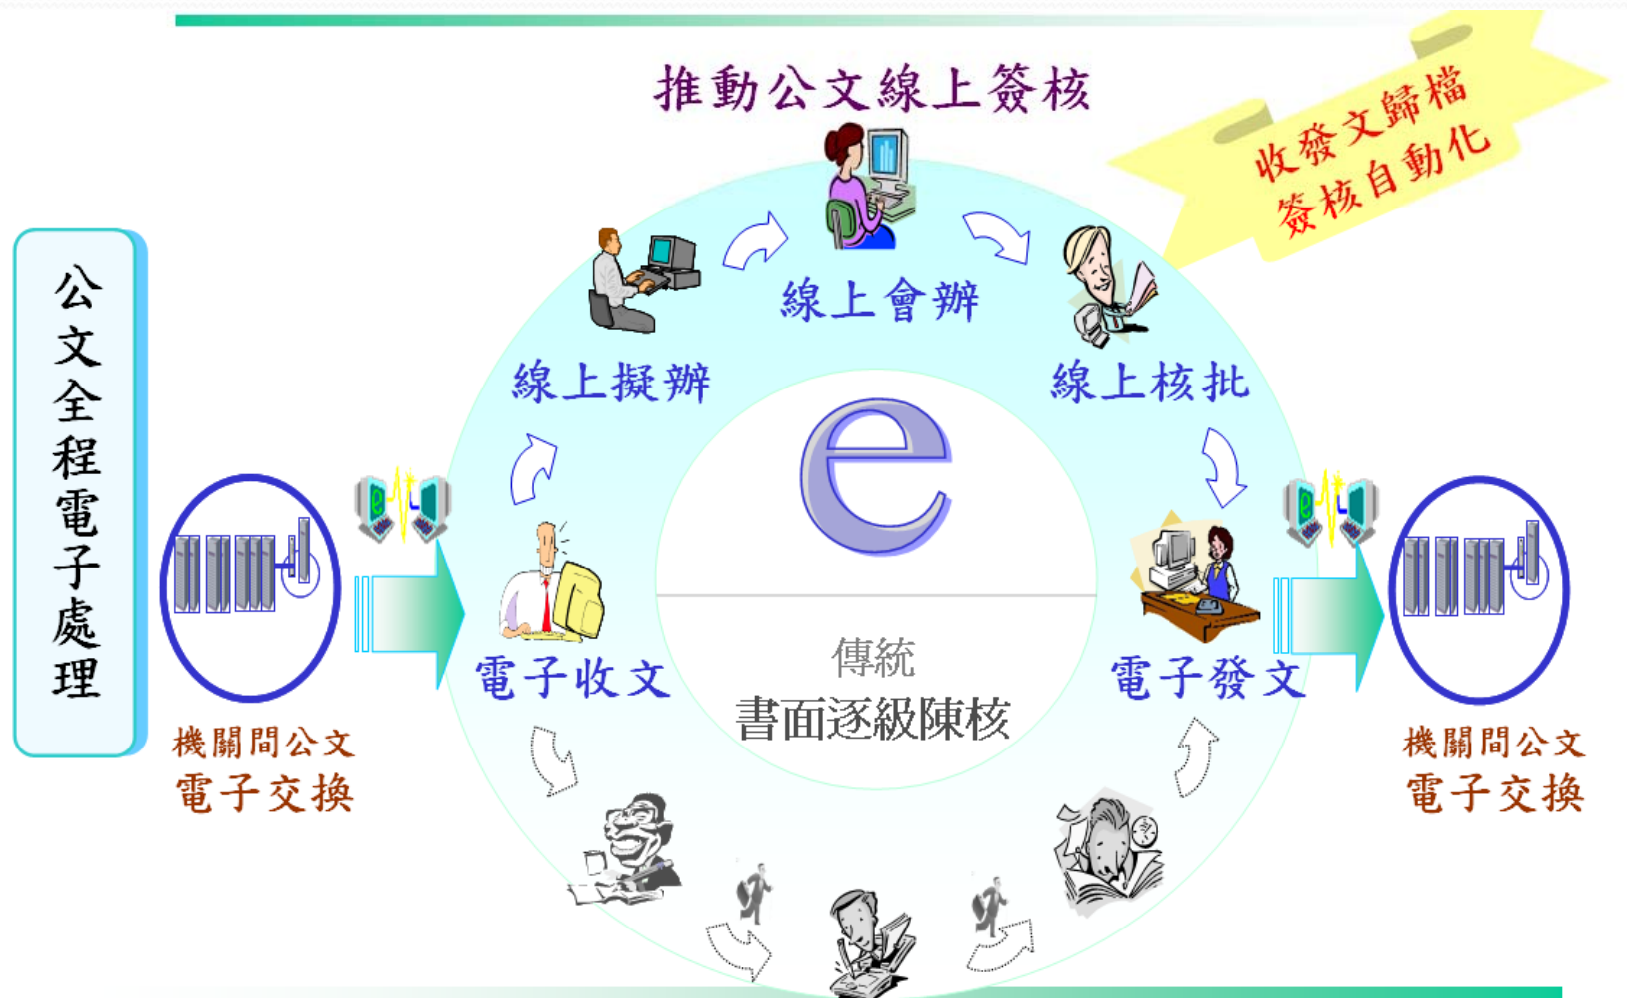 推動公文線上簽核
收發文歸檔
簽核自動化
公文全程電子處理
線上會辦
線上擬辦
線上核批
e
電子收文
電子發文
傳統
書面逐級陳核
機關間公文
電子交換
機關間公文
電子交換